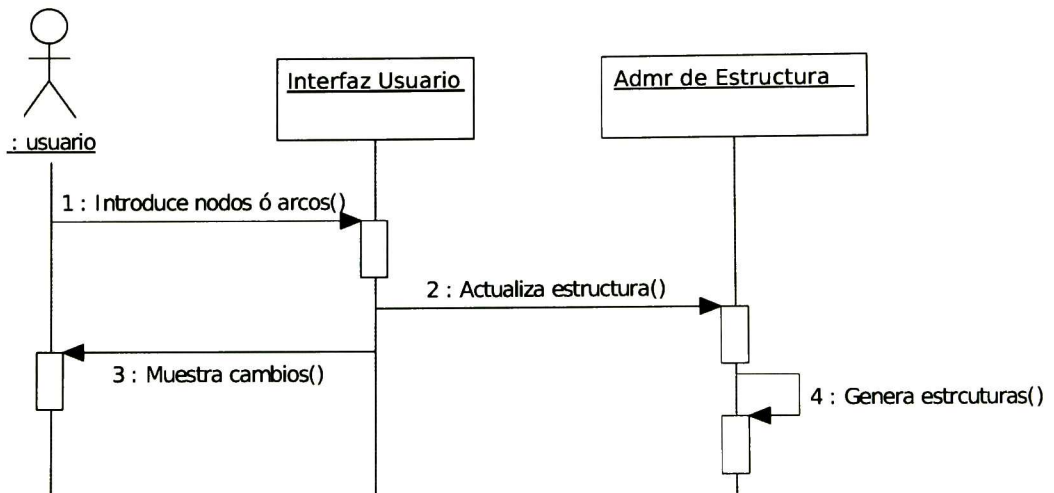 Interfaz Usuario
Admr de Estructura
: usuario
1 : Introduce nodos ó arcos()
2 : Actualiza estructura()
3 : Muestra cambios()
4 : Genera estrcuturas()